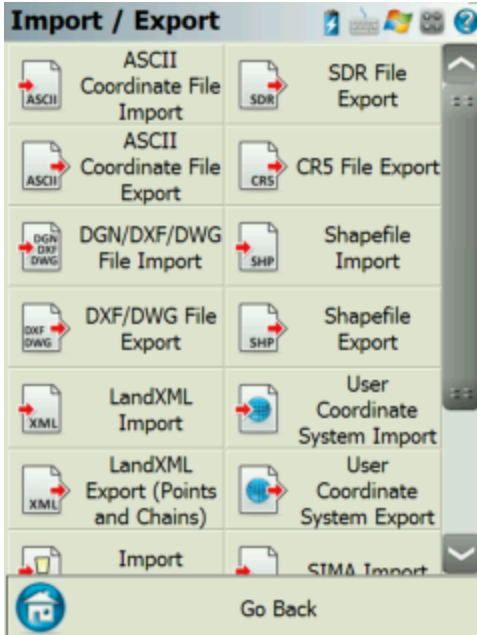 Import / Export
ASCII
Coordinate File
Import
ASCII
SDR File
Export
SDR
ASCII
Coordinate File
Export
ASCII
CR5 File Export
CR5
DGN/DXF/DWG
File Import
DGN
DXF
DWG
Shapefile
Import
SHP
DXF/DWG File
Export
DXF
DWG
Shapefile
Export
SHP
LandXML
Import
XML
User
Coordinate
System Import
LandXML
Export (Points
and Chains)
XML
User
Coordinate
System Export
Import
SIMA Import
Go Back